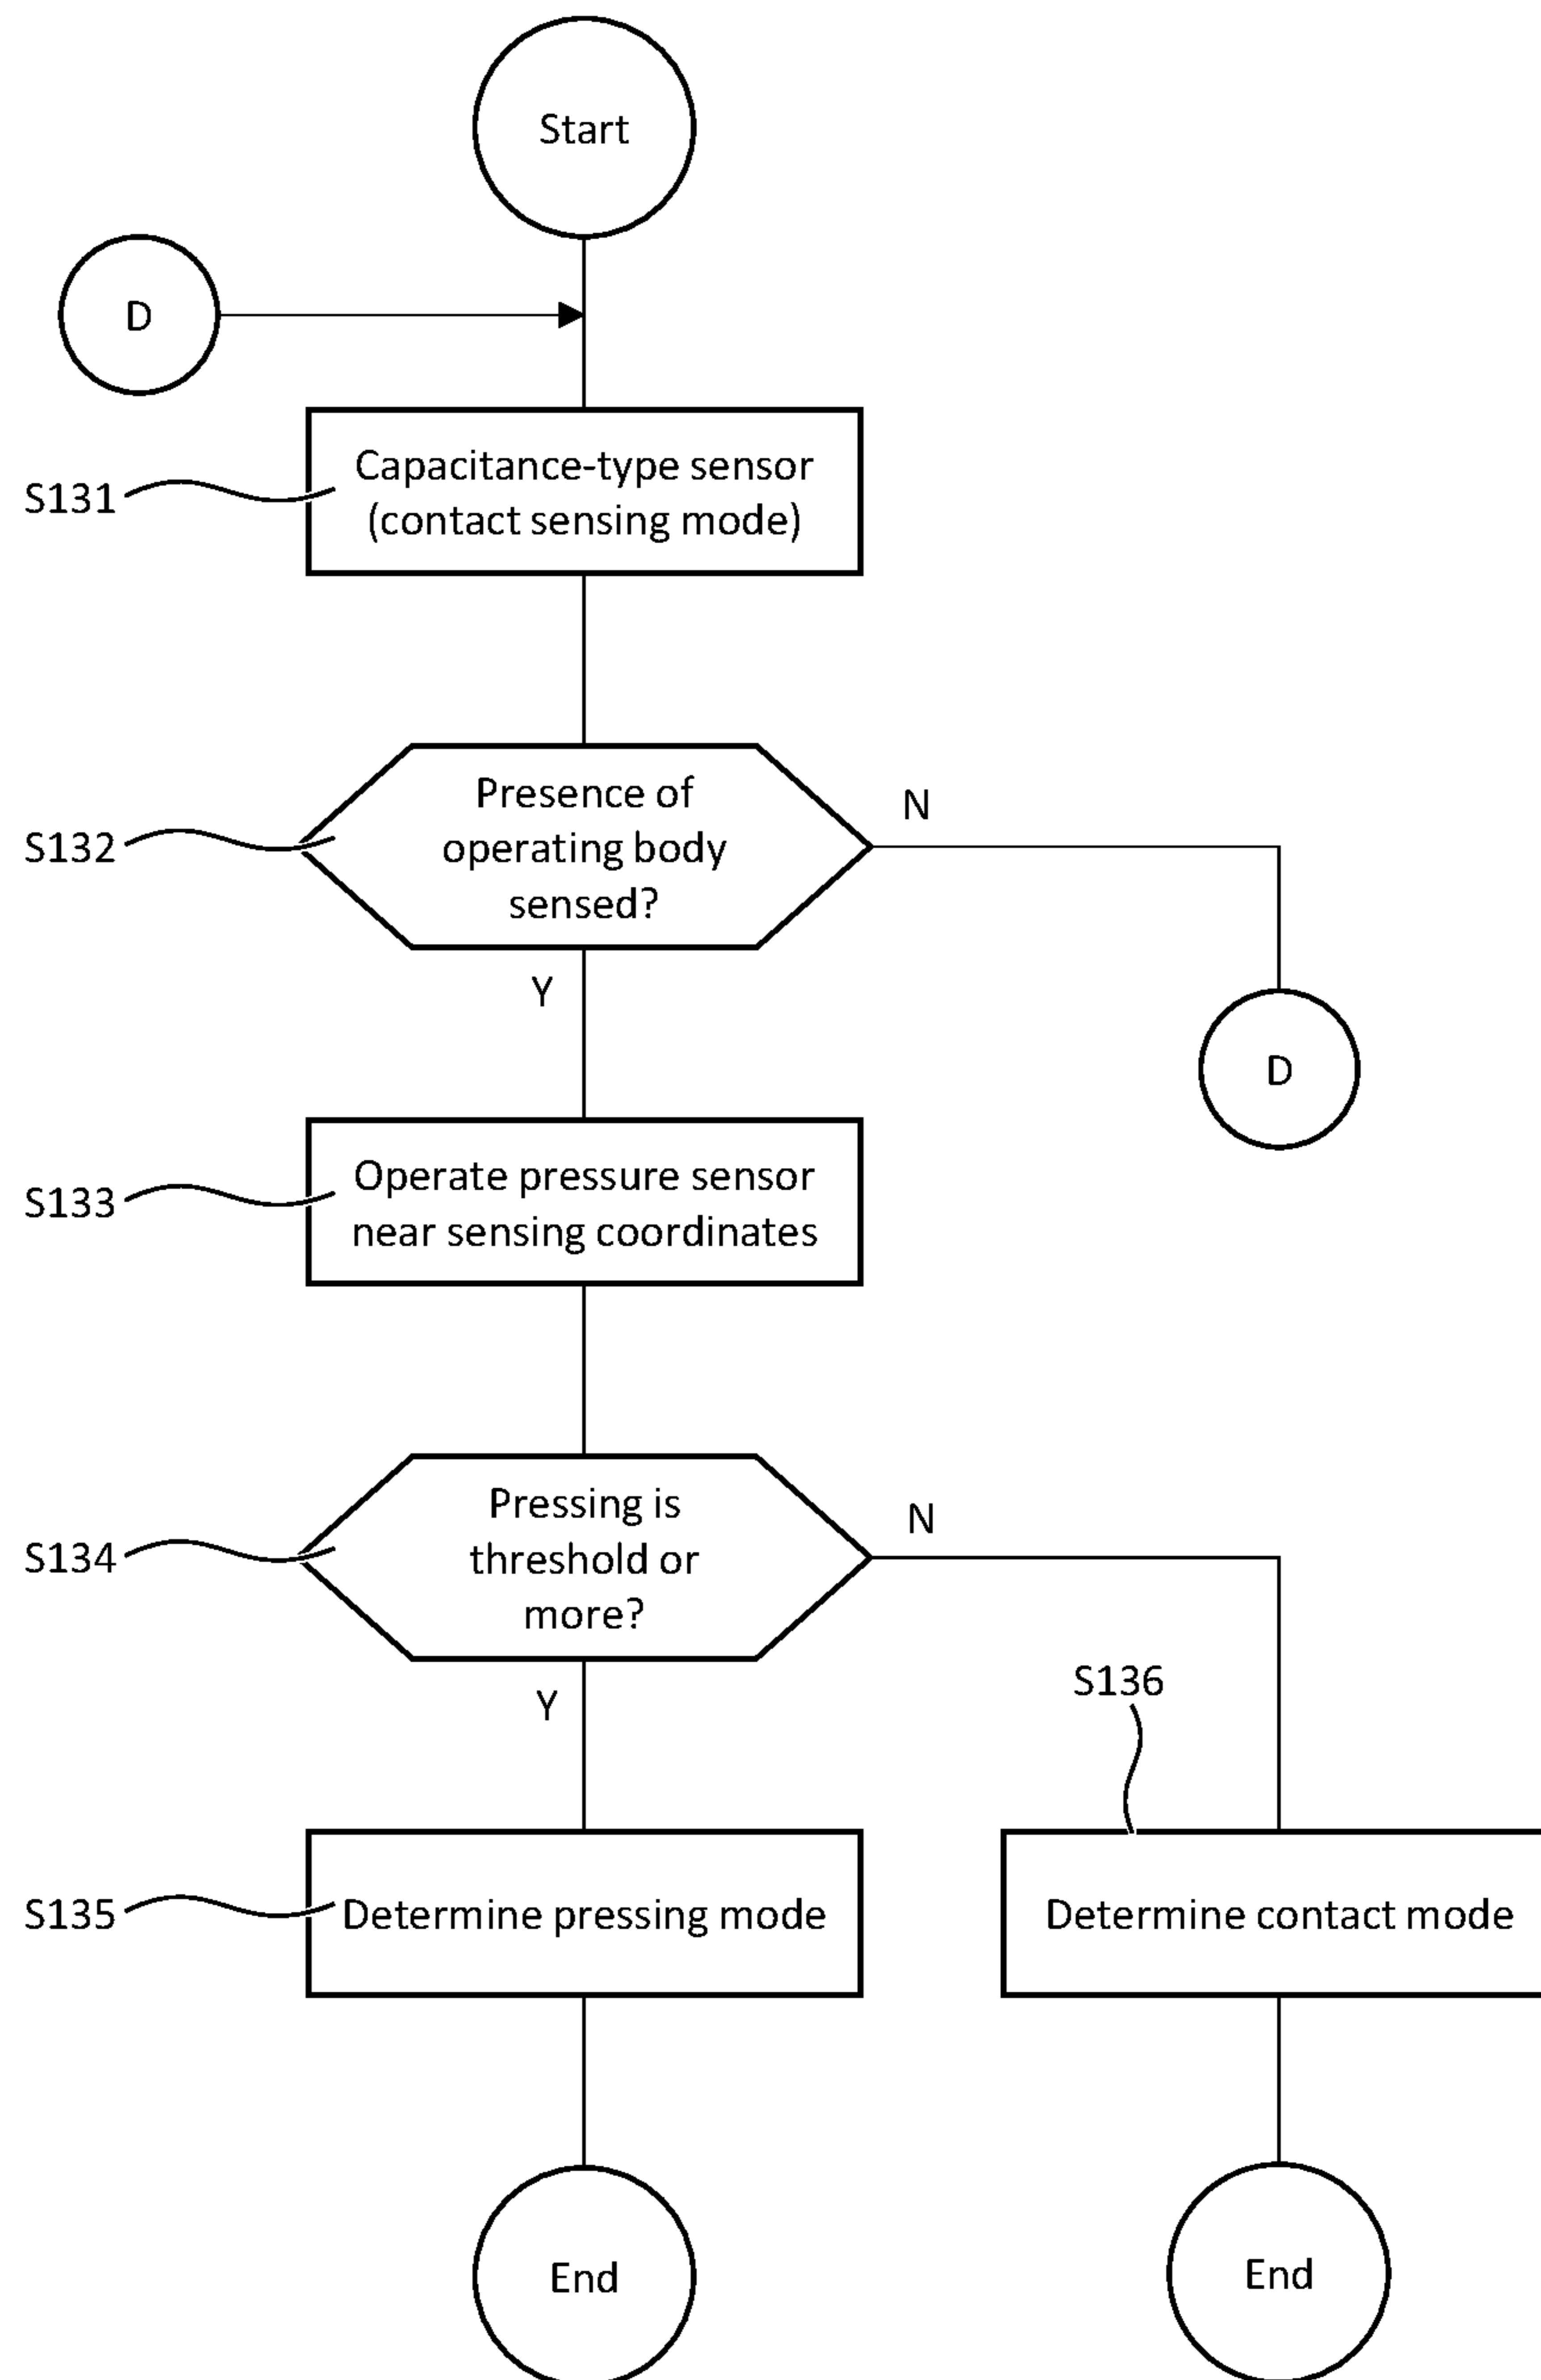 Start
D
S131
Capacitance-type sensor
(contact sensing mode)
S132
Presence of
operating body
sensed?
N
Y
D
S133
Operate pressure sensor
near sensing coordinates
S134
Pressing is
threshold or
more?
N
Y
S136
S135
Determine pressing mode
Determine contact mode
End
End